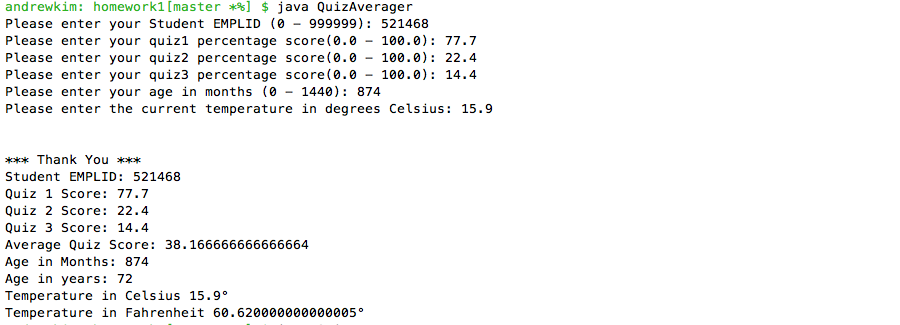 andrewkim: homework1[master *%] $ java QuizAverager
Please enter your Student EMPLID (0 – 999999): 521468
Please enter your quiz1 percentage score(0.0 – 100.0): 77.7
Please enter your quiz2 percentage score(0.0 – 100.0): 22.4
Please enter your quiz3 percentage score(0.0 – 100.0): 14.4
Please enter your age in months (0 – 1440): 874
Please enter the current temperature in degrees Celsius: 15.9
*** Thank You ***
Student EMPLID: 521468
Quiz 1 Score: 77.7
Quiz 2 Score: 22.4
Quiz 3 Score: 14.4
Average Quiz Score: 38.166666666666664
Age in Months: 874
Age in years: 72
Temperature in Celsius 15.9°
Temperature in Fahrenheit 60.620000000000005°